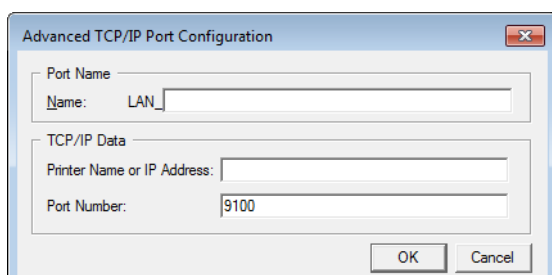 Advanced TCP/IP Port Configuration
Port Name
Name: LAN_
TCP/IP Data
Printer Name or IP Address:
Port Number: 9100
OK Cancel